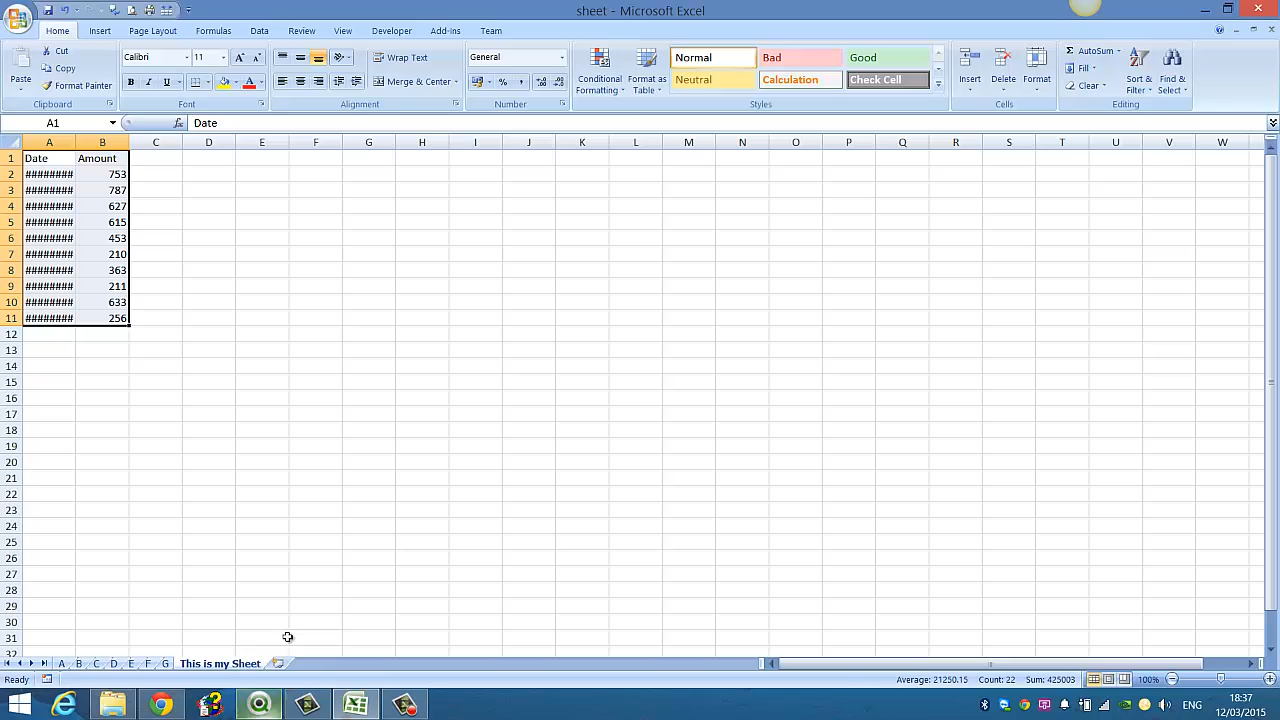 sheet - Microsoft Excel
Home Insert Page Layout Formulas Data Review View Developer Add-Ins Team
Paste
Cut
Copy
Format Painter
Clipboard
Calibri 11
B I U
Font
Wrap Text
Merge & Center
Alignment
General
% ,
Number
Conditional Formatting
Format as Table
Normal Bad Good
Neutral Calculation Check Cell
Styles
Insert Delete Format
Cells
Σ AutoSum
Fill
Clear
Sort & Filter
Find & Select
Editing
A1 fx Date
A B C D E F G H I J K L M N O P Q R S T U V W
1 Date Amount
2 ######## 753
3 ######## 787
4 ######## 627
5 ######## 615
6 ######## 453
7 ######## 210
8 ######## 363
9 ######## 211
10 ######## 633
11 ######## 256
12
13
14
15
16
17
18
19
20
21
22
23
24
25
26
27
28
29
30
31
32
A B C D E F G This is my Sheet
Ready Average: 21250.15 Count: 22 Sum: 425003 100%
ENG 18:37
12/03/2015